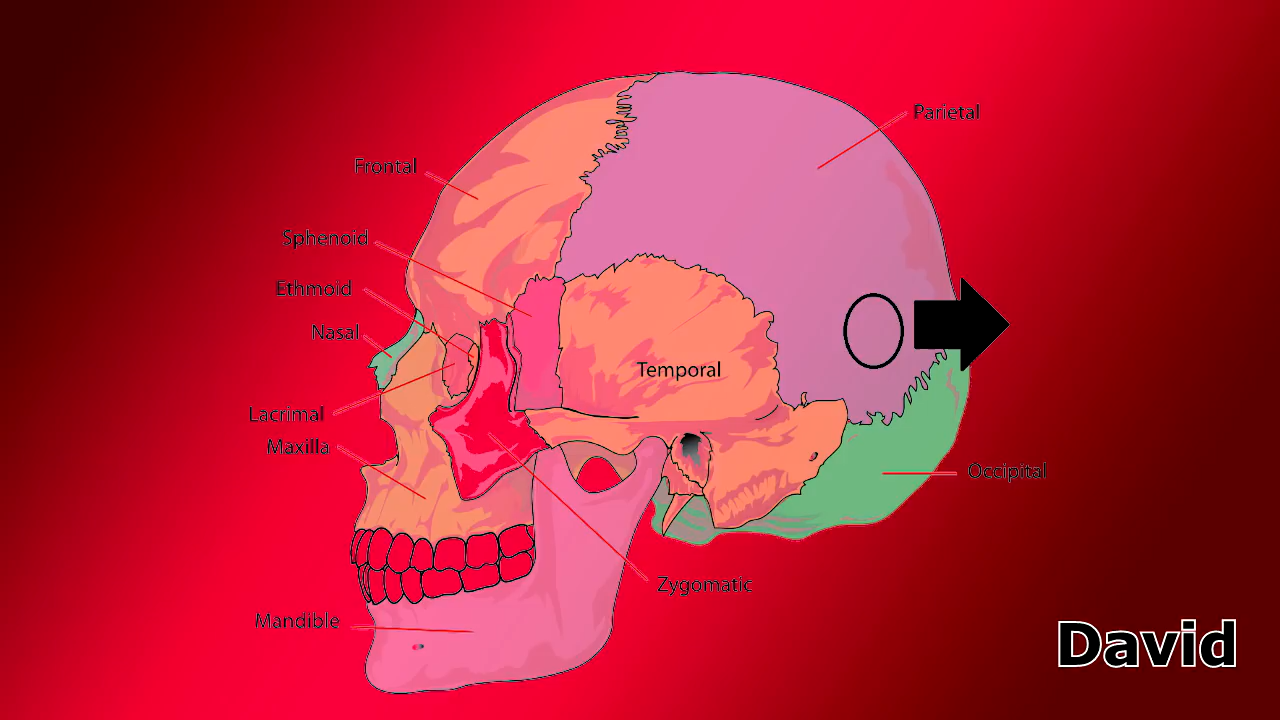 Parietal
Frontal
Sphenoid
Ethmoid
Nasal
Temporal
Lacrimal
Maxilla
Occipital
Zygomatic
Mandible
David